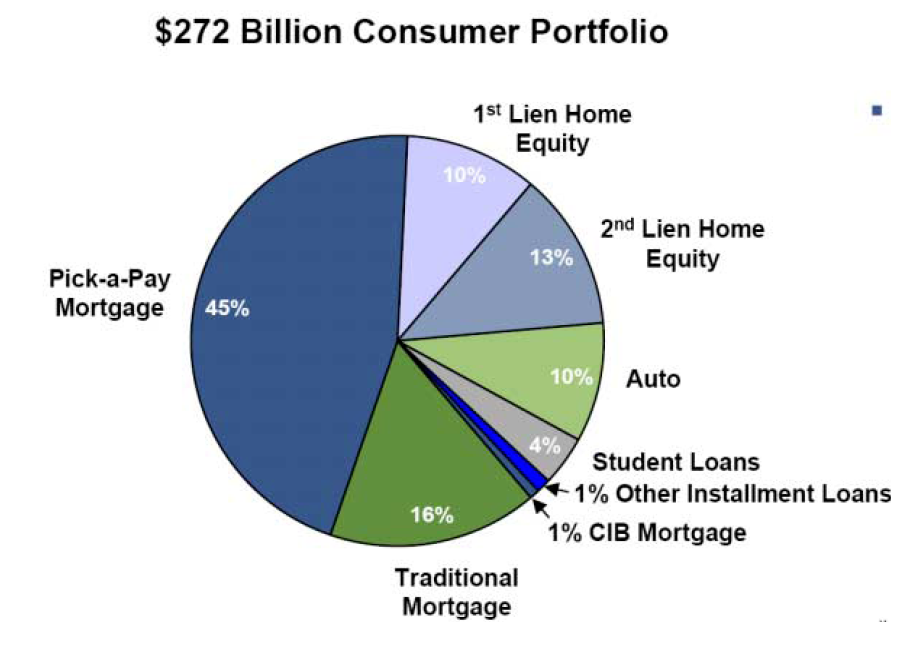 $272 Billion Consumer Portfolio
1st Lien Home
Equity
10%
2nd Lien Home
Equity
13%
Pick-a-Pay
Mortgage
45%
10%
Auto
4%
Student Loans
1% Other Installment Loans
1% CIB Mortgage
16%
Traditional
Mortgage